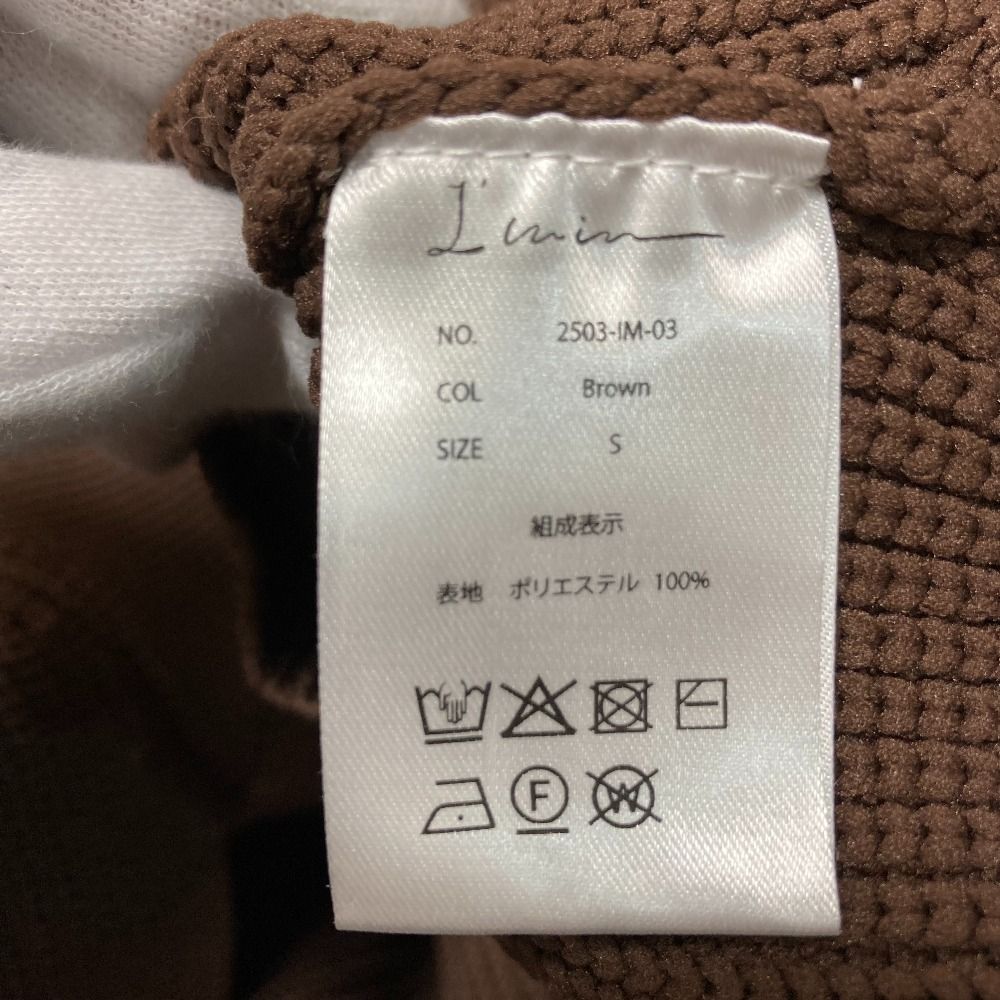 L'imin
NO. 2503-IM-03
COL Brown
SIZE S
組成表示
表地 ポリエステル 100%
F
W